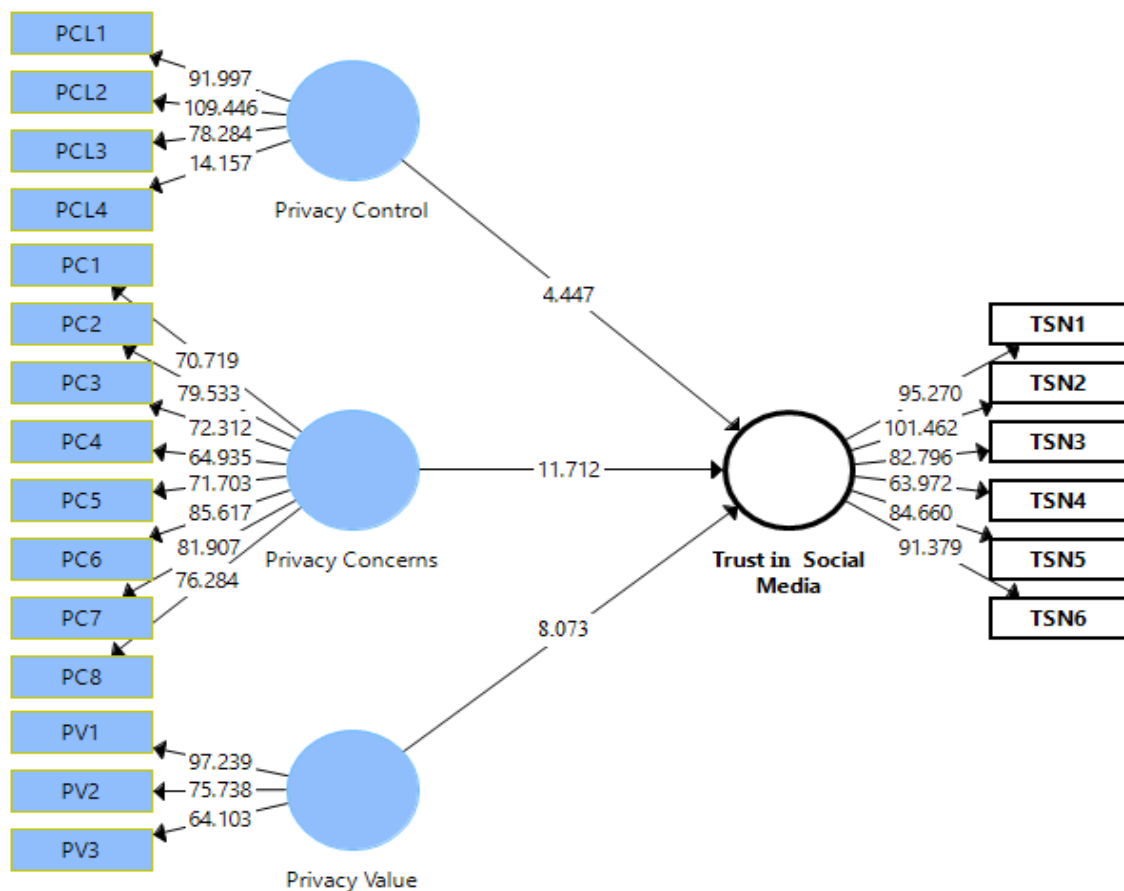 PCL1
PCL2
PCL3
PCL4
91.997
109.446
78.284
14.157
Privacy Control
PC1
PC2
PC3
PC4
PC5
PC6
PC7
PC8
70.719
79.533
72.312
64.935
71.703
85.617
81.907
76.284
Privacy Concerns
PV1
PV2
PV3
97.239
75.738
64.103
Privacy Value
4.447
11.712
8.073
Trust in Social
Media
95.270
101.462
82.796
63.972
84.660
91.379
TSN1
TSN2
TSN3
TSN4
TSN5
TSN6